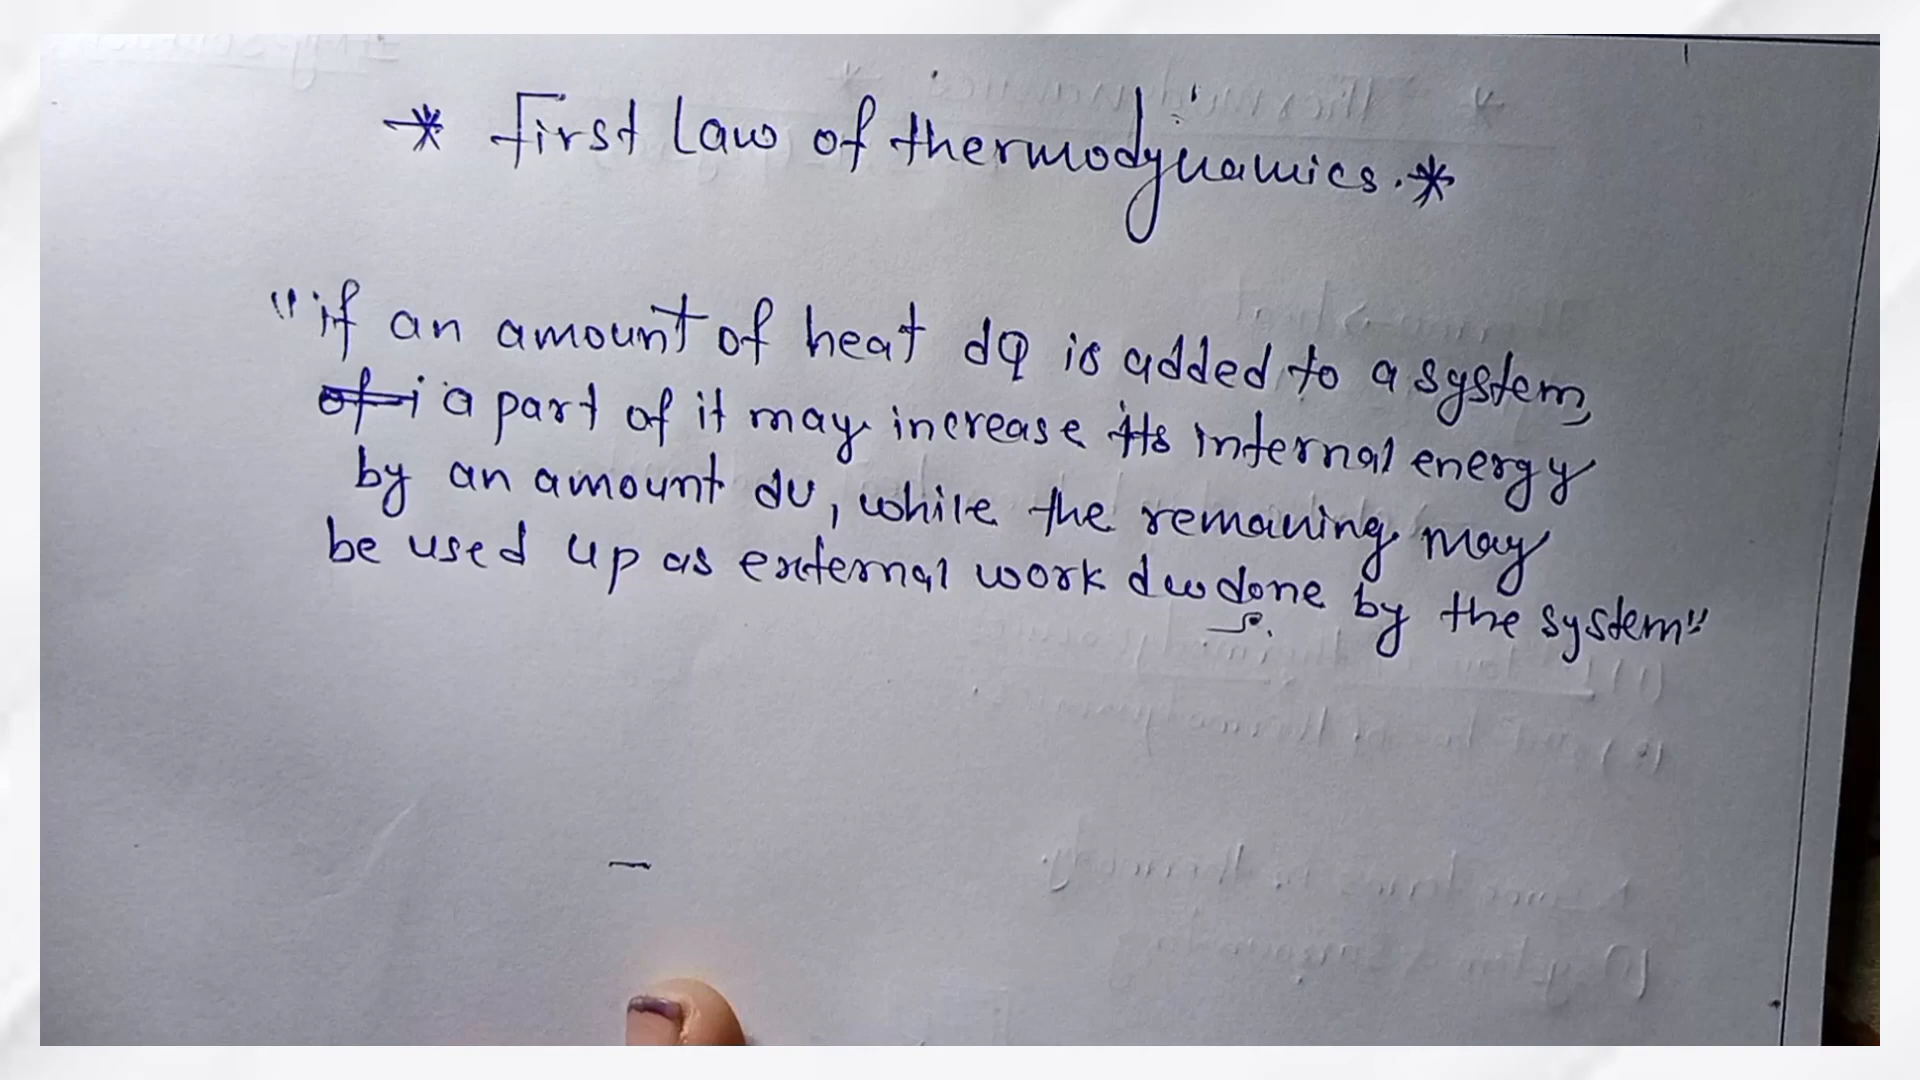 * First Law of thermodynamics.*
"if an amount of heat dQ is added to a system,
a part of it may increase its internal energy
by an amount dU, while the remaining may
be used up as external work dw done by the system"